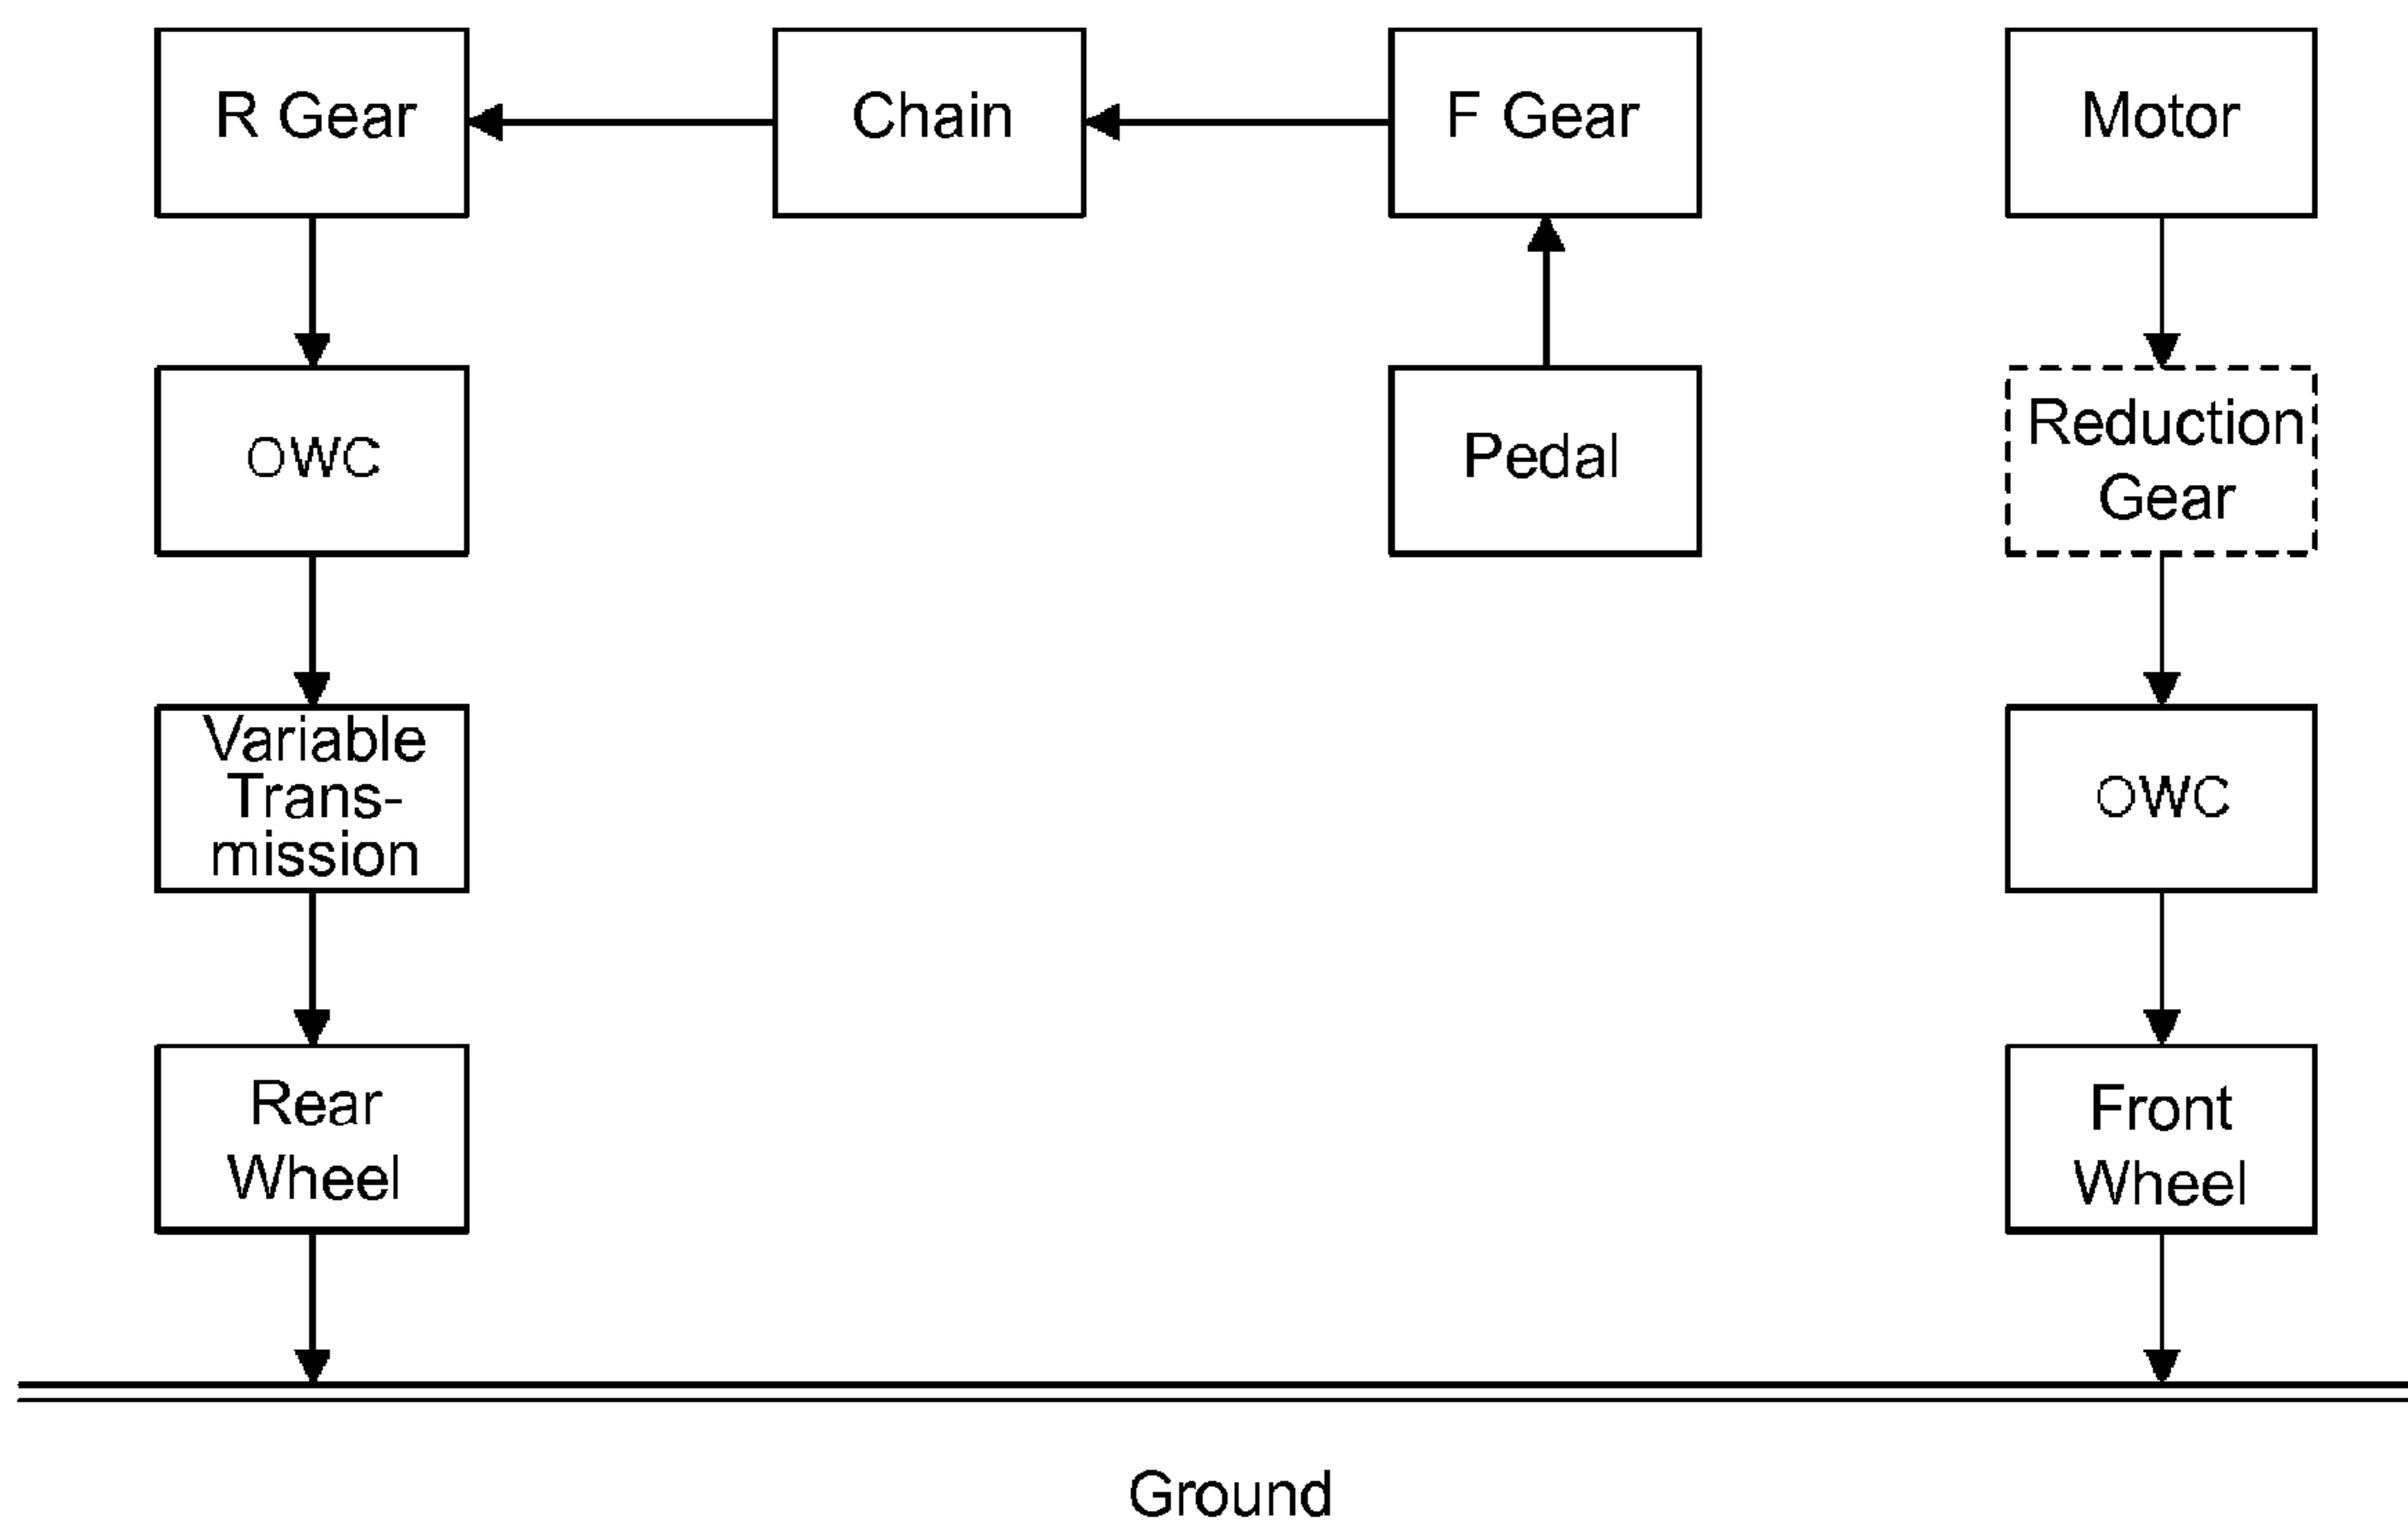 R Gear
Chain
F Gear
Motor
OWC
Pedal
Reduction
Gear
Variable
Trans-
mission
OWC
Rear
Wheel
Front
Wheel
Ground